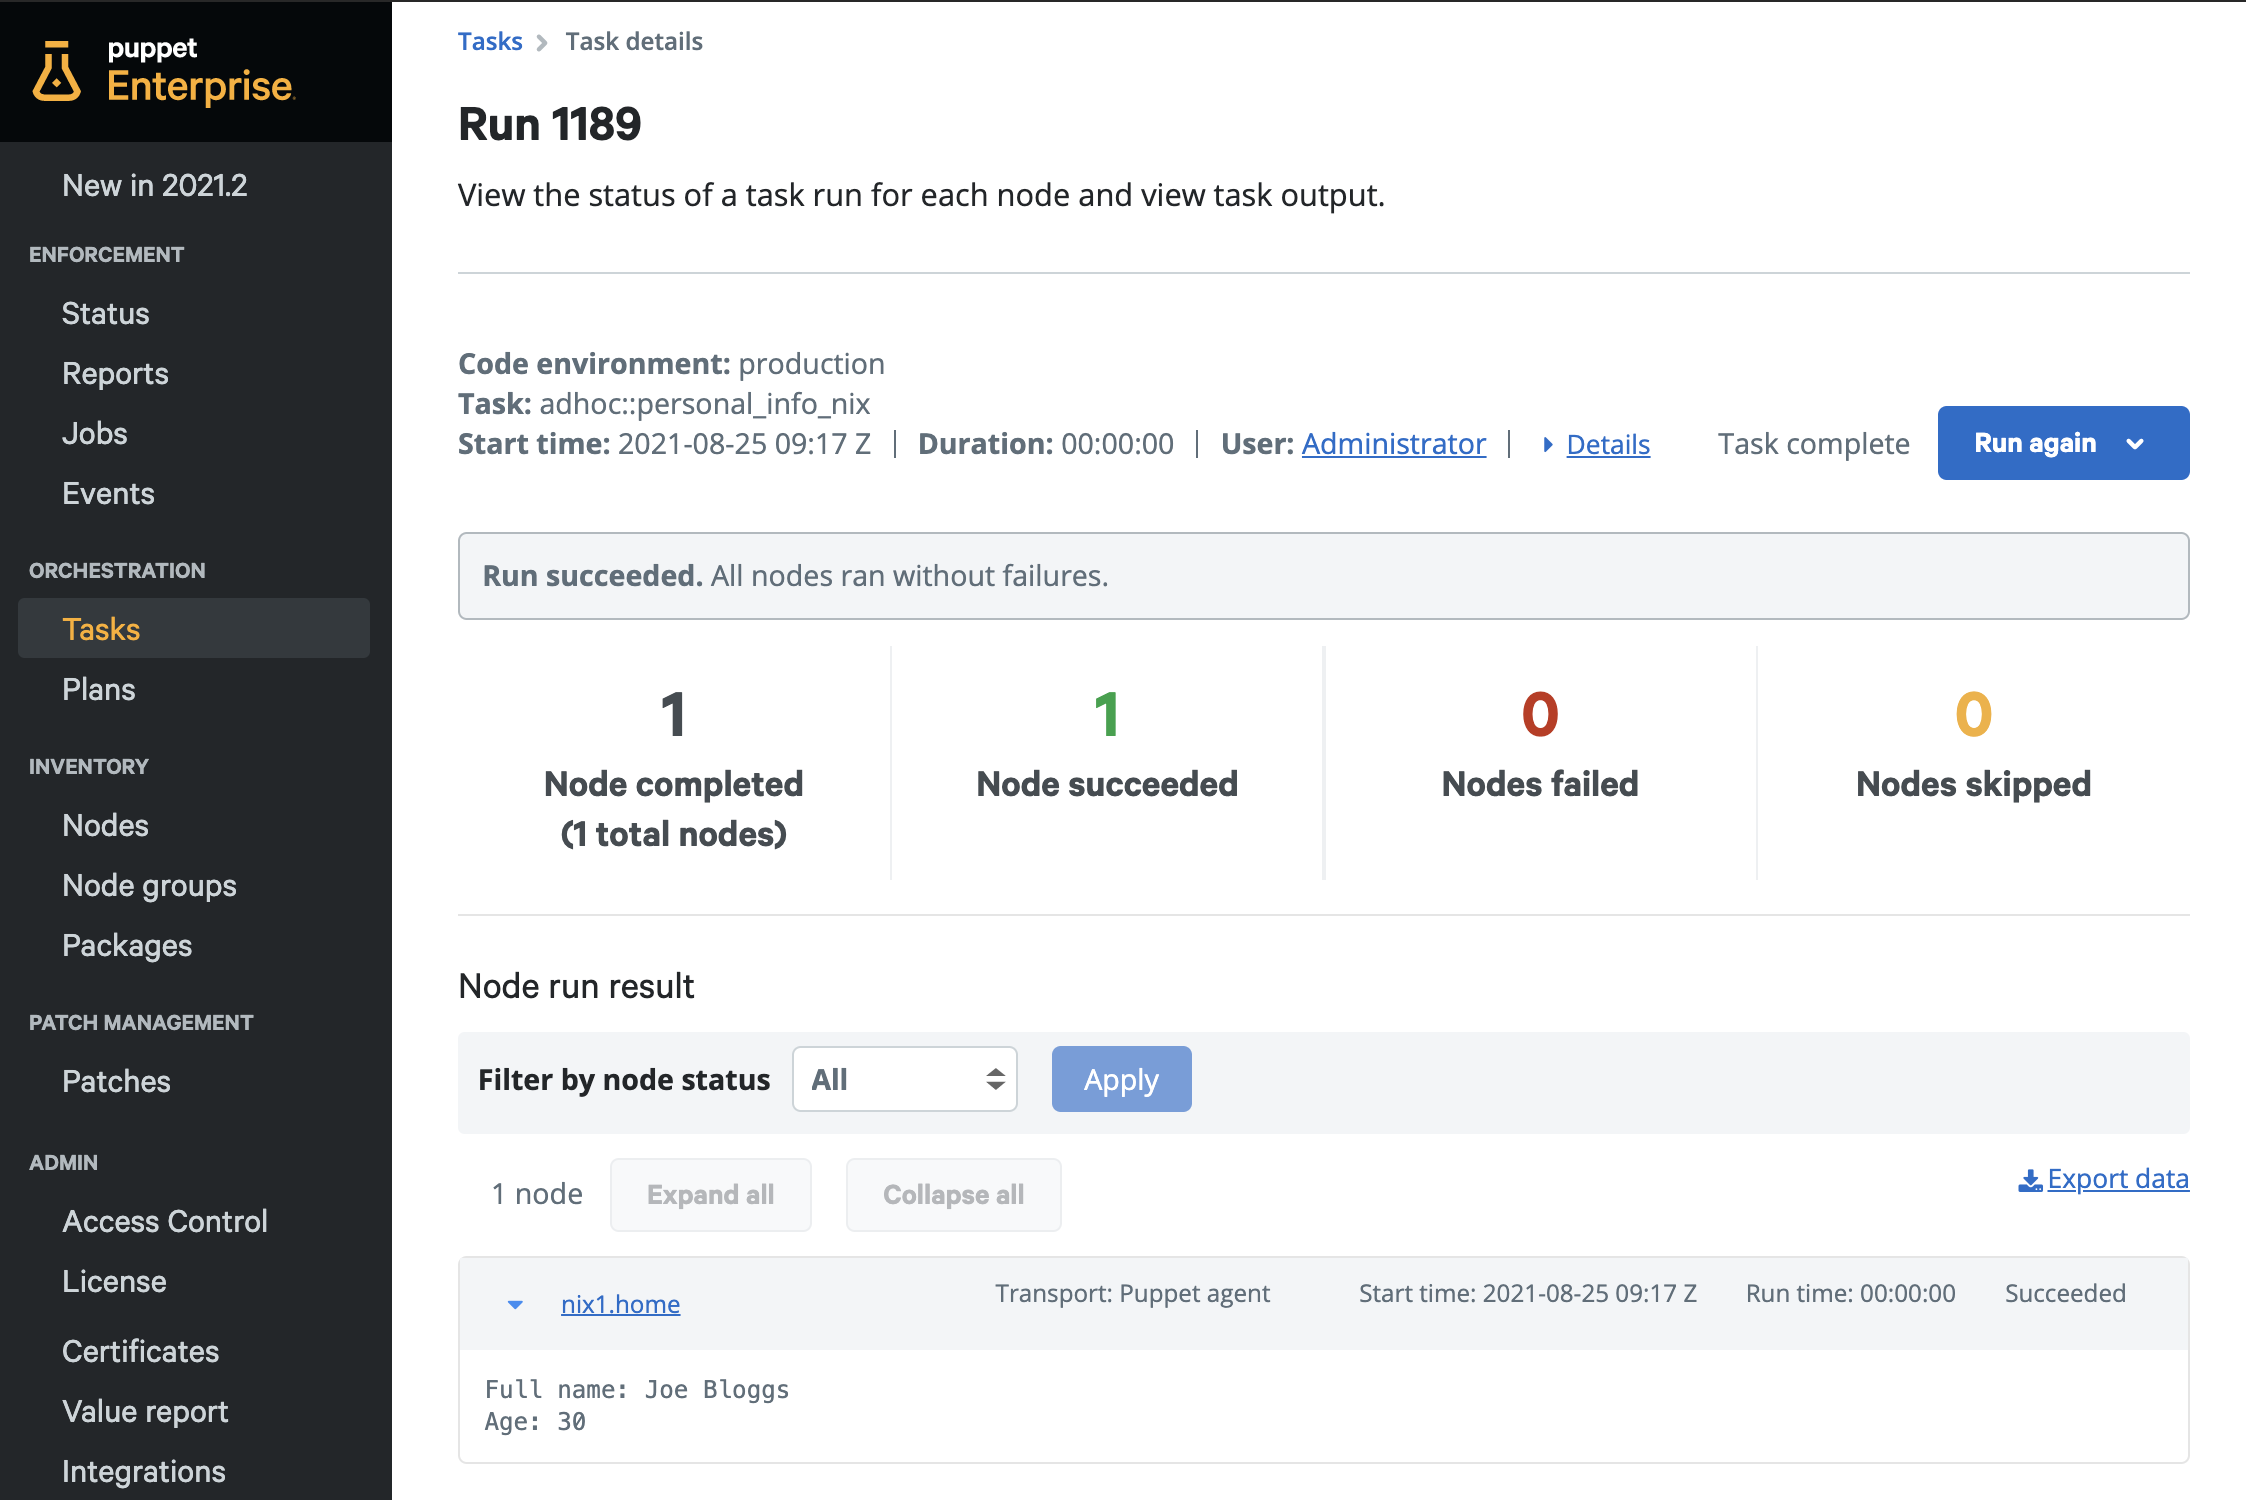 puppet
Enterprise.
New in 2021.2
ENFORCEMENT
Status
Reports
Jobs
Events
ORCHESTRATION
Tasks
Plans
INVENTORY
Nodes
Node groups
Packages
PATCH MANAGEMENT
Patches
ADMIN
Access Control
License
Certificates
Value report
Integrations
Tasks > Task details
Run 1189
View the status of a task run for each node and view task output.
Code environment: production
Task: adhoc::personal_info_nix
Start time: 2021-08-25 09:17 Z | Duration: 00:00:00 | User: Administrator | Details Task complete Run again
Run succeeded. All nodes ran without failures.
1 1 0 0
Node completed Node succeeded Nodes failed Nodes skipped
(1 total nodes)
Node run result
Filter by node status All Apply
1 node Expand all Collapse all Export data
nix1.home Transport: Puppet agent Start time: 2021-08-25 09:17 Z Run time: 00:00:00 Succeeded
Full name: Joe Bloggs
Age: 30